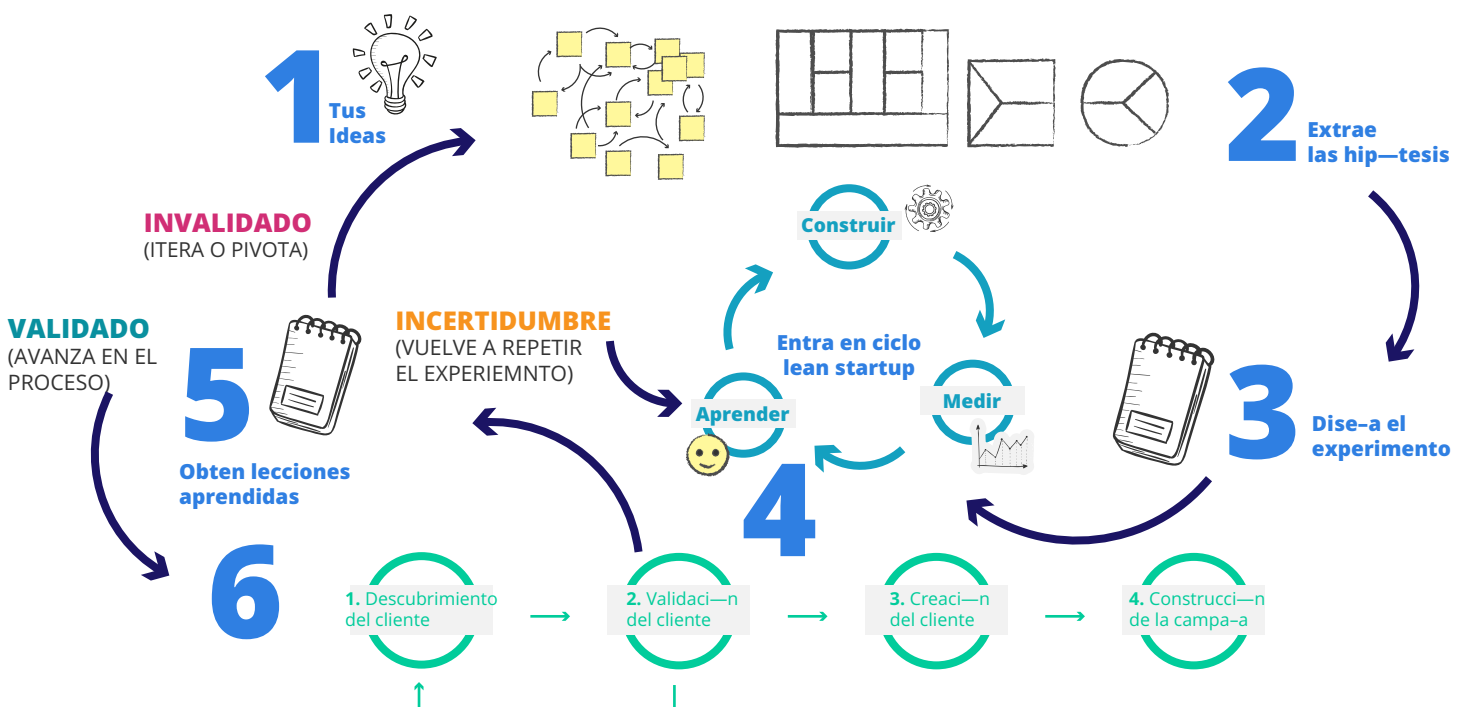 1
Tus
Ideas
2
Extrae
las hip—tesis
INVALIDADO
(ITERA O PIVOTA)
Construir
VALIDADO
(AVANZA EN EL
PROCESO)
INCERTIDUMBRE
(VUELVE A REPETIR
EL EXPERIEMNTO)
Entra en ciclo
lean startup
Aprender
Medir
3
Dise–a el
experimento
5
Obten lecciones
aprendidas
4
6
1. Descubrimiento
del cliente
2. Validaci—n
del cliente
3. Creaci—n
del cliente
4. Construcci—n
de la campa–a